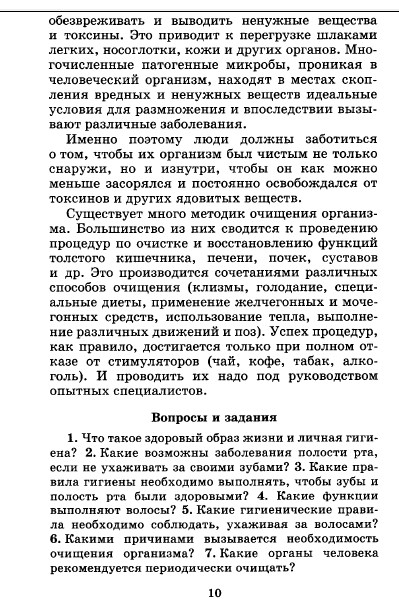 обезвреживать и выводить ненужные вещества
и токсины. Это приводит к перегрузке шлаками
легких, носоглотки, кожи и других органов. Мно-
гочисленные патогенные микробы, проникая в
человеческий организм, находят в местах скоп-
ления вредных и ненужных веществ идеальные
условия для размножения и впоследствии вызы-
вают различные заболевания.
Именно поэтому люди должны заботиться
о том, чтобы их организм был чистым не только
снаружи, но и изнутри, чтобы он как можно
меньше засорялся и постоянно освобождался от
токсинов и других ядовитых веществ.
Существует много методик очищения организ-
ма. Большинство из них сводится к проведению
процедур по очистке и восстановлению функций
толстого кишечника, печени, почек, суставов
и др. Это производится сочетаниями различных
способов очищения (клизмы, голодание, специ-
альные диеты, применение желчегонных и моче-
гонных средств, использование тепла, выполне-
ние различных движений и поз). Успех процедур,
как правило, достигается только при полном от-
казе от стимуляторов (чай, кофе, табак, алко-
голь). И проводить их надо под руководством
опытных специалистов.
Вопросы и задания
1. Что такое здоровый образ жизни и личная гиги-
ена? 2. Какие возможны заболевания полости рта,
если не ухаживать за своими зубами? 3. Какие пра-
вила гигиены необходимо выполнять, чтобы зубы и
полость рта были здоровыми? 4. Какие функции
выполняют волосы? 5. Какие гигиенические прави-
ла необходимо соблюдать, ухаживая за волосами?
6. Какими причинами вызывается необходимость
очищения организма? 7. Какие органы человека
рекомендуется периодически очищать?
10